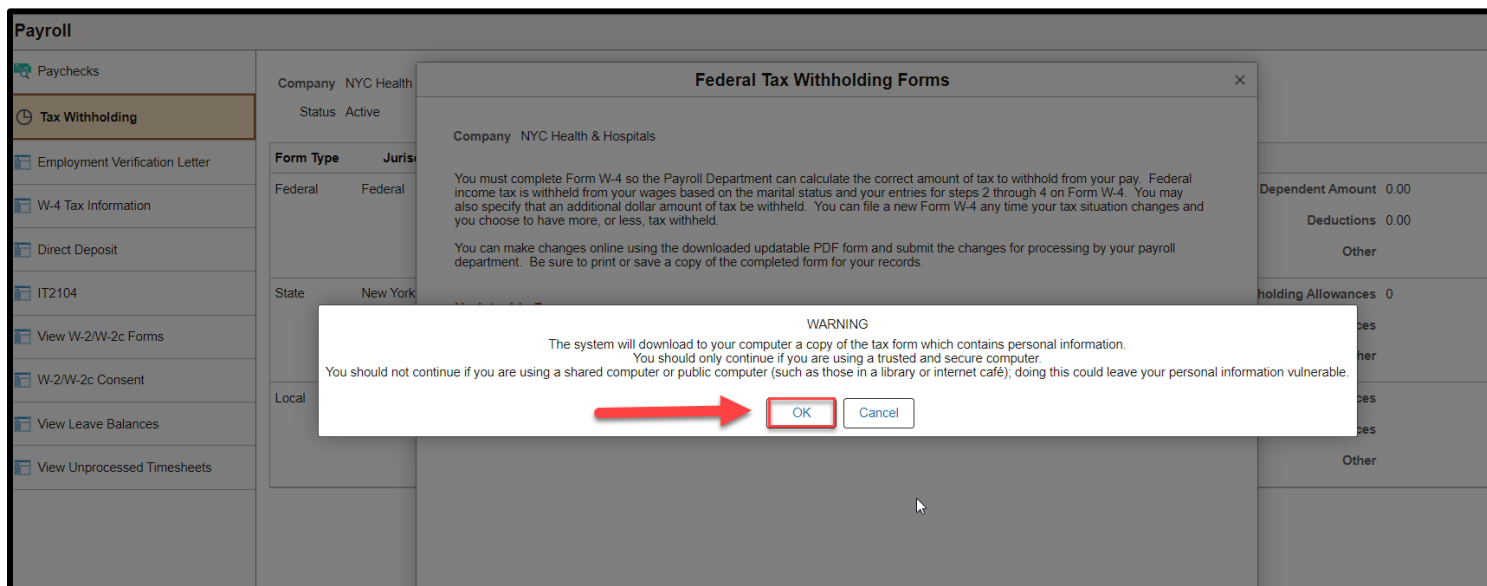 Payroll
Paychecks
Tax Withholding
Employment Verification Letter
W-4 Tax Information
Direct Deposit
IT2104
View W-2/W-2c Forms
W-2/W-2c Consent
View Leave Balances
View Unprocessed Timesheets
Company NYC Health
Status Active
Form Type Juris
Federal Federal
State New York
Local
Federal Tax Withholding Forms ×
Company NYC Health & Hospitals
You must complete Form W-4 so the Payroll Department can calculate the correct amount of tax to withhold from your pay. Federal
income tax is withheld from your wages based on the marital status and your entries for steps 2 through 4 on Form W-4. You may
also specify that an additional dollar amount of tax be withheld. You can file a new Form W-4 any time your tax situation changes and
you choose to have more, or less, tax withheld.
You can make changes online using the downloaded updatable PDF form and submit the changes for processing by your payroll
department. Be sure to print or save a copy of the completed form for your records.
WARNING
The system will download to your computer a copy of the tax form which contains personal information.
You should only continue if you are using a trusted and secure computer.
You should not continue if you are using a shared computer or public computer (such as those in a library or internet café); doing this could leave your personal information vulnerable.
OK Cancel
Dependent Amount 0.00
Deductions 0.00
Other
holding Allowances 0
ces
her
ces
ces
Other